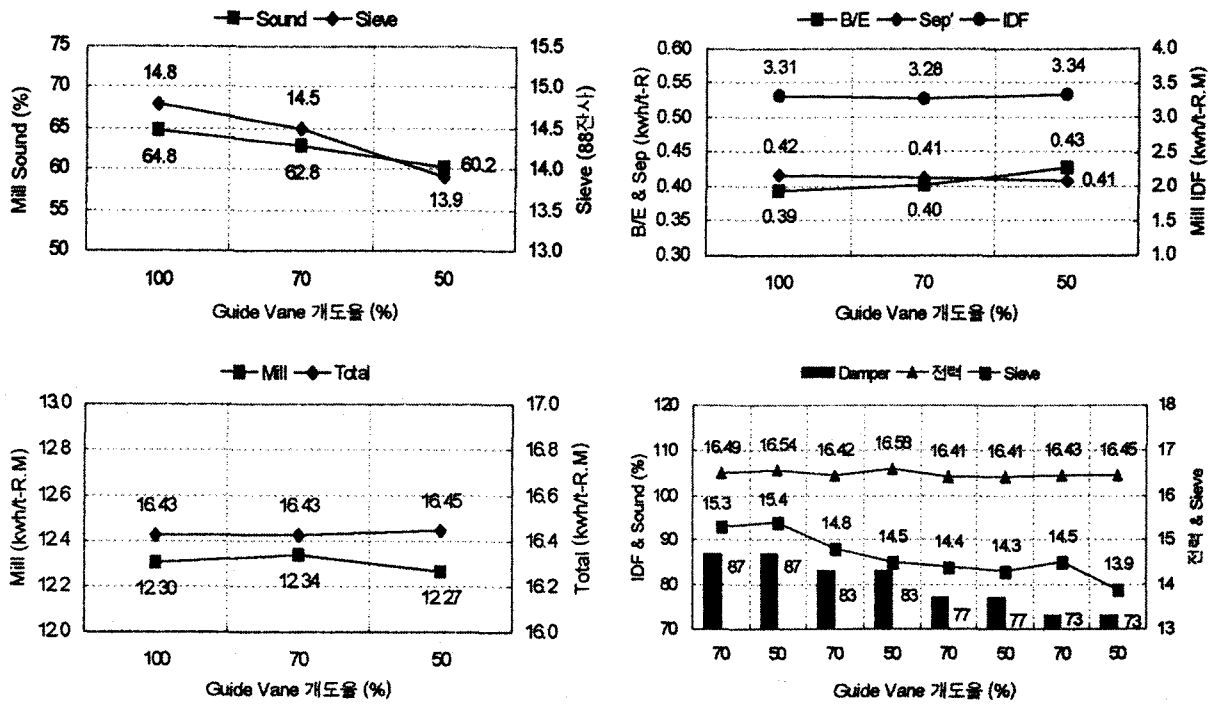 Sound Sieve
75
70
65
60
55
50
Mill Sound (%)
15.5
15.0
14.5
14.0
13.5
13.0
Sieve (88잔사)
14.8
14.5
13.9
64.8
62.8
60.2
100 70 50
Guide Vane 개도율 (%)
B/E Sep' IDF
0.60
0.55
0.50
0.45
0.40
0.35
0.30
B/E & Sep (kwh/t-R)
4.0
3.5
3.0
2.5
2.0
1.5
1.0
Mill IDF (kwh/t-R.M)
3.31 3.28 3.34
0.42 0.41 0.43
0.41
0.39 0.40
100 70 50
Guide Vane 개도율 (%)
Mill Total
13.0
12.8
12.6
12.4
12.2
12.0
Mill (kwh/t-R.M)
17.0
16.8
16.6
16.4
16.2
16.0
Total (kwh/t-R.M)
16.43 16.43 16.45
12.30 12.34 12.27
100 70 50
Guide Vane 개도율 (%)
Damper 전력 Sieve
120
110
100
90
80
70
IDF & Sound (%)
18
17
16
15
14
13
전력 & Sieve
16.49 16.54 16.42 16.58 16.41 16.41 16.43 16.45
15.3 15.4 14.8 14.5 14.4 14.3 14.5 13.9
87 87 83 83 77 77 73 73
70 50 70 50 70 50 70 50
Guide Vane 개도율 (%)